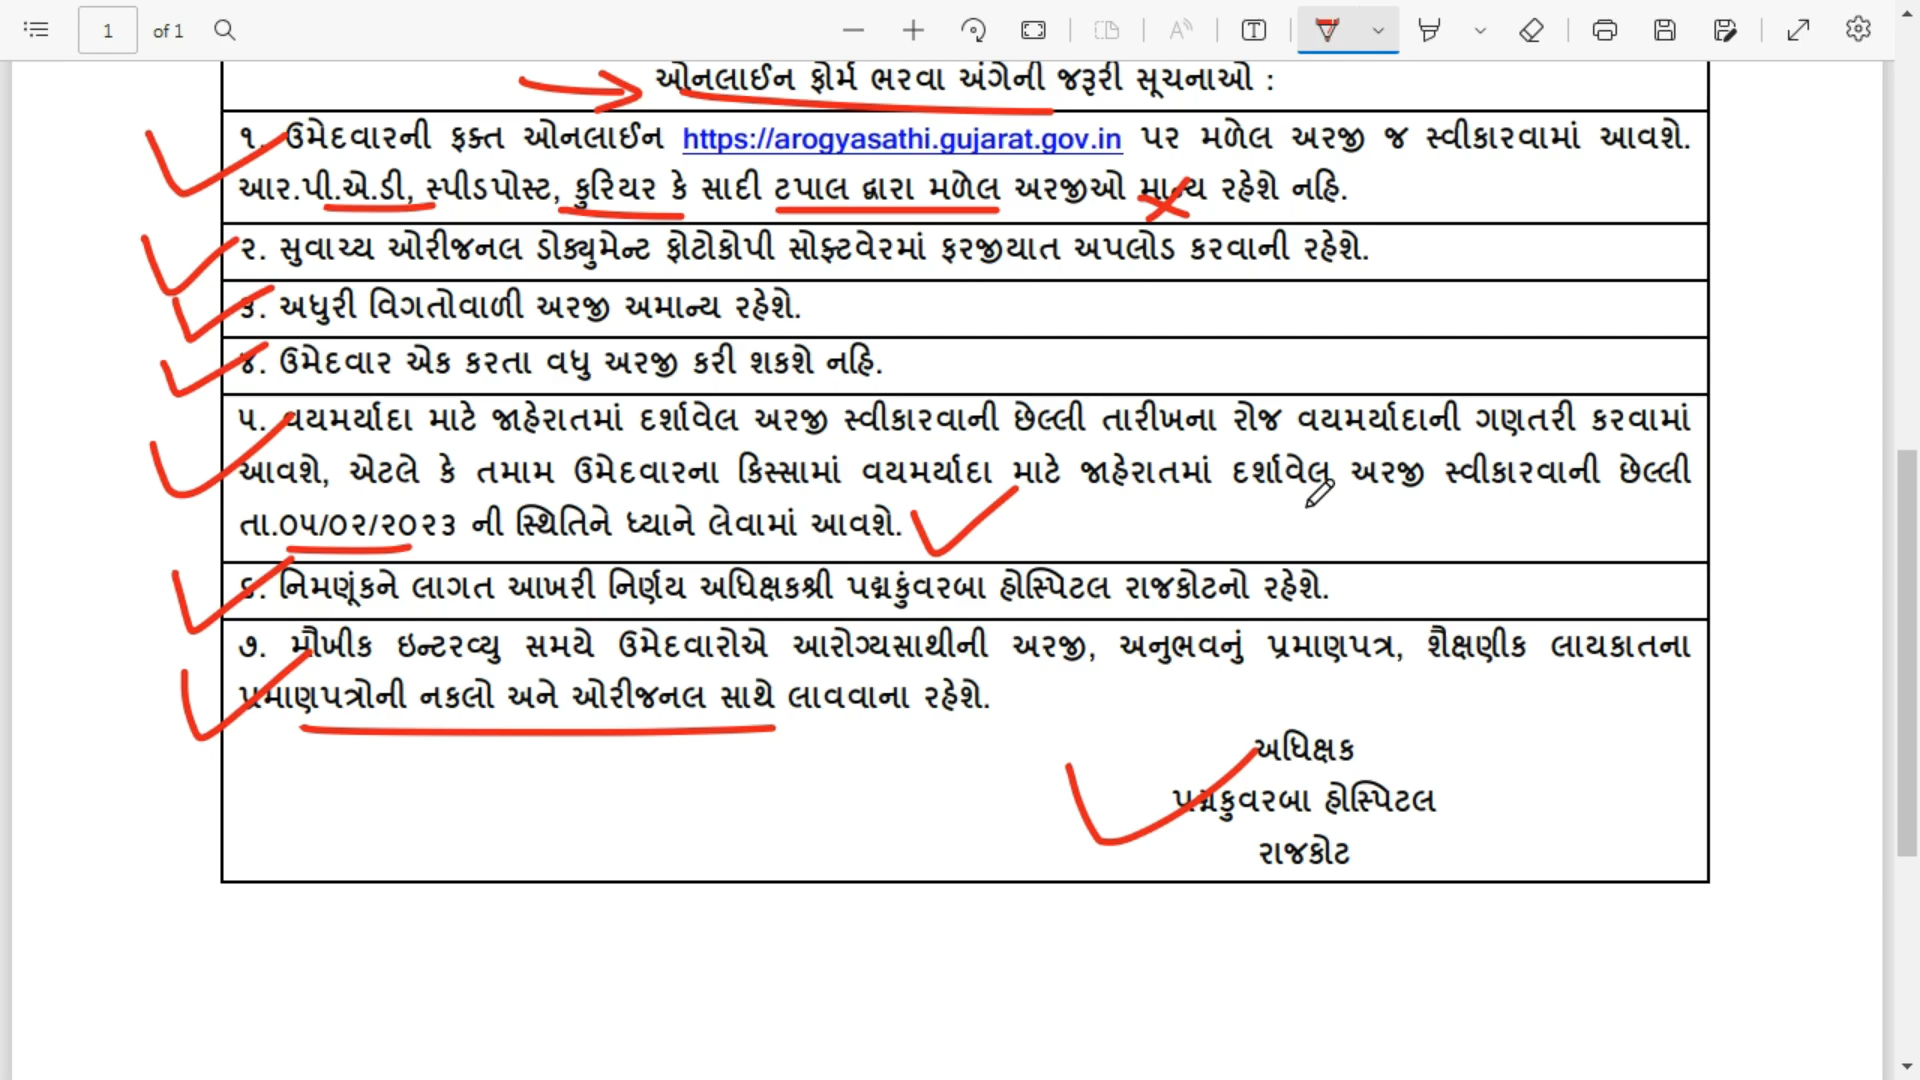 1 of 1
ઓનલાઈન ફોર્મ ભરવા અંગેની જરૂરી સૂચનાઓ :
૧. ઉમેદવારની ફક્ત ઓનલાઈન https://arogyasathi.gujarat.gov.in પર મળેલ અરજી જ સ્વીકારવામાં આવશે.
આર.પી.એ.ડી, સ્પીડપોસ્ટ, કુરિયર કે સાદી ટપાલ દ્વારા મળેલ અરજીઓ માન્ય રહેશે નહિ.
૨. સુવાચ્ય ઓરીજનલ ડોક્યુમેન્ટ ફોટોકોપી સોફ્ટવેરમાં ફરજીયાત અપલોડ કરવાની રહેશે.
૩. અધુરી વિગતોવાળી અરજી અમાન્ય રહેશે.
૪. ઉમેદવાર એક કરતા વધુ અરજી કરી શકશે નહિ.
૫. વયમર્યાદા માટે જાહેરાતમાં દર્શાવેલ અરજી સ્વીકારવાની છેલ્લી તારીખના રોજ વયમર્યાદાની ગણતરી કરવામાં
આવશે, એટલે કે તમામ ઉમેદવારના કિસ્સામાં વયમર્યાદા માટે જાહેરાતમાં દર્શાવેલ અરજી સ્વીકારવાની છેલ્લી
તા.૦૫/૦૨/૨૦૨૩ ની સ્થિતિને ધ્યાને લેવામાં આવશે.
૬. નિમણૂંકને લાગત આખરી નિર્ણય અધિક્ષકશ્રી પદ્મકુંવરબા હોસ્પિટલ રાજકોટનો રહેશે.
૭. મૌખીક ઇન્ટરવ્યુ સમયે ઉમેદવારોએ આરોગ્યસાથીની અરજી, અનુભવનું પ્રમાણપત્ર, શૈક્ષણીક લાયકાતના
પ્રમાણપત્રોની નકલો અને ઓરીજનલ સાથે લાવવાના રહેશે.
અધિક્ષક
પદ્મકુવરબા હોસ્પિટલ
રાજકોટ